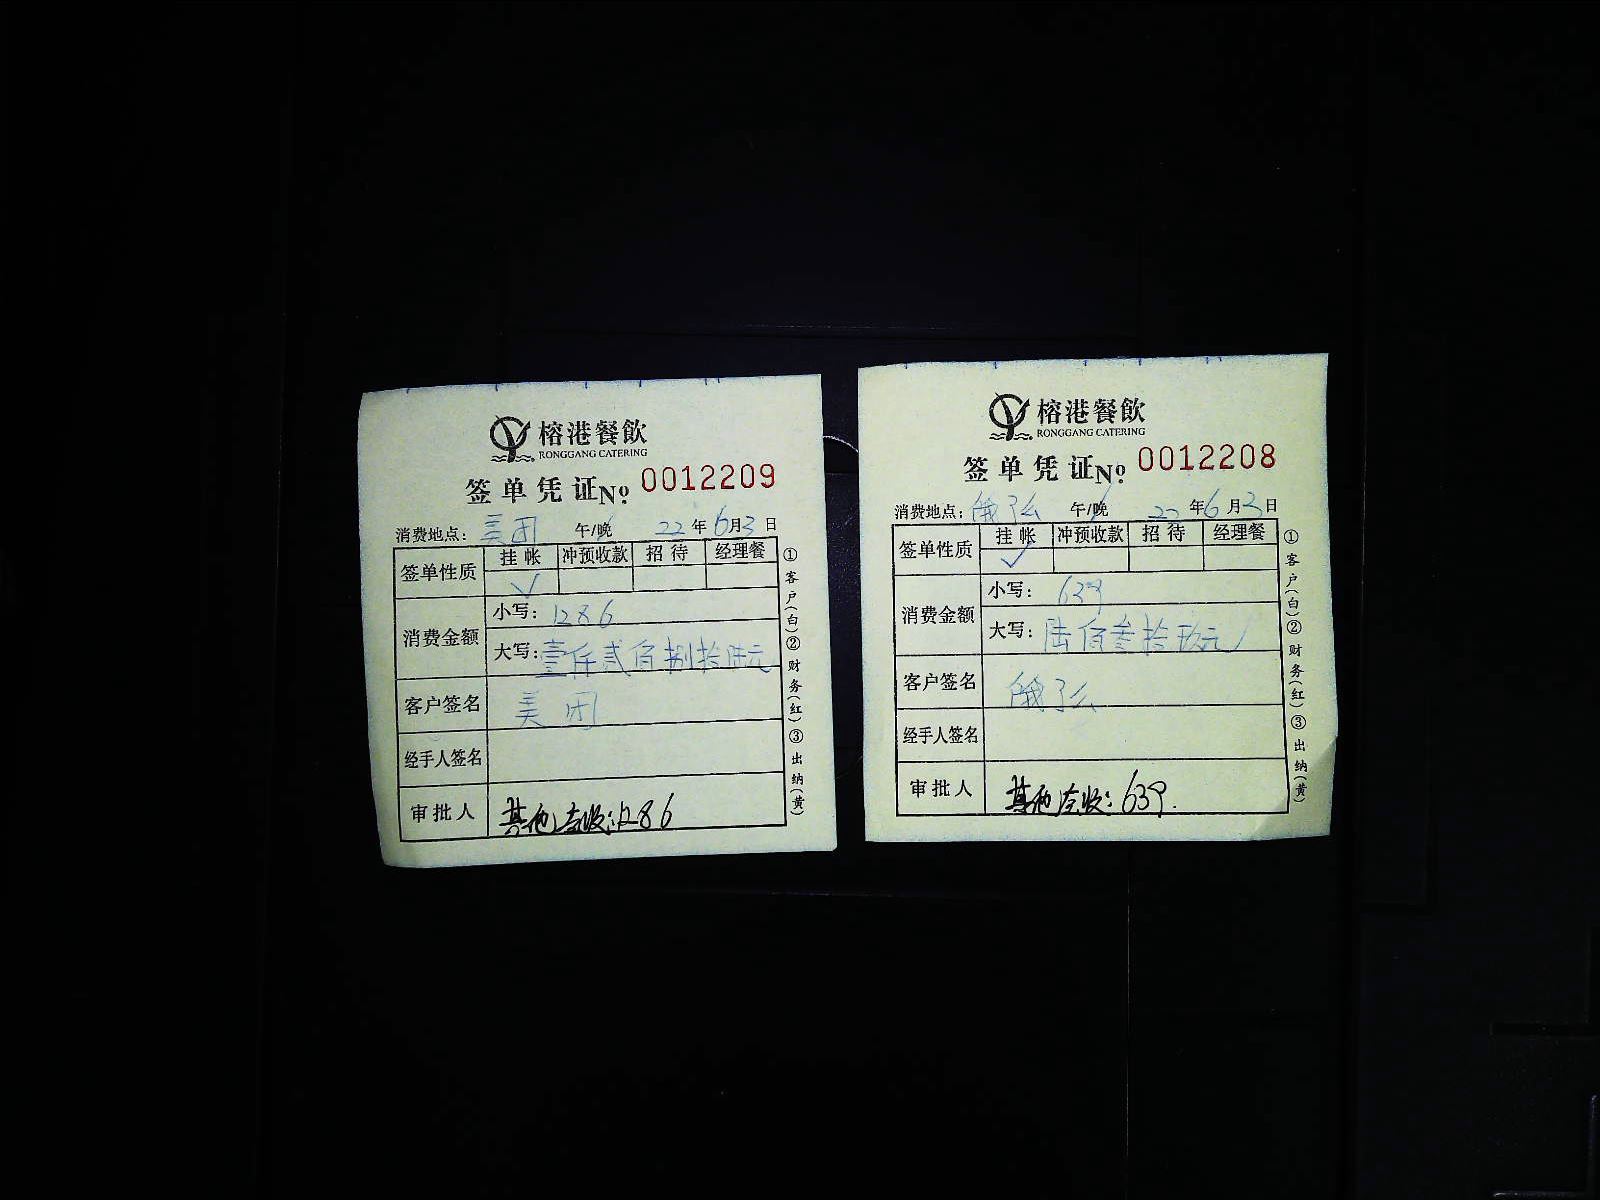 榕港餐飲
RONGGANG CATERING
签单凭证No. 0012209
消费地点: 美团 午/晚 22年6月3日
签单性质 挂帐 冲预收款 招待 经理餐
✓
消费金额 小写: 1286
大写: 壹仟贰佰捌拾陆元
客户签名 美团
经手人签名
审批人 其他应收: 1286
①客户(白)②财务(红)③出纳(黄)
榕港餐飲
RONGGANG CATERING
签单凭证No. 0012208
消费地点: 饿了么 午/晚 22年6月3日
签单性质 挂帐 冲预收款 招待 经理餐
✓
消费金额 小写: 639
大写: 陆佰叁拾玖元
客户签名 饿了么
经手人签名
审批人 其他应收: 639.
①客户(白)②财务(红)③出纳(黄)